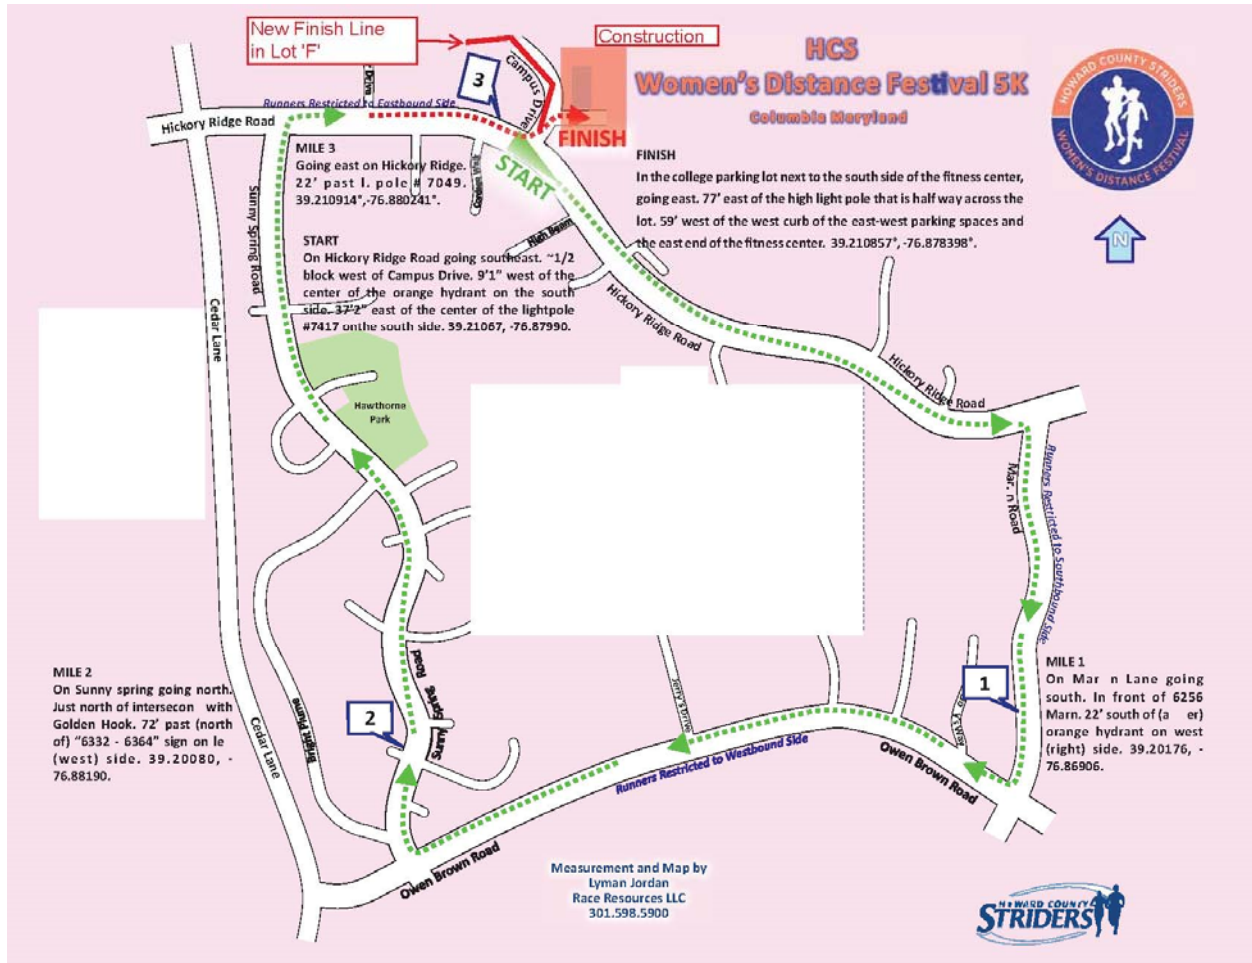 New Finish Line
in Lot 'F'
Construction
HCS
Women's Distance Festival 5K
Columbia Maryland
HOWARD COUNTY STRIDERS
WOMEN'S DISTANCE FESTIVAL
N
3
Campus Drive
Drive
Runners Restricted to Eastbound Side
Hickory Ridge Road
FINISH
START
MILE 3
Going east on Hickory Ridge.
22' past l. pole # 7049.
39.210914°,-76.880241°.
FINISH
In the college parking lot next to the south side of the fitness center,
going east. 77' east of the high light pole that is half way across the
lot. 59' west of the west curb of the east-west parking spaces and
the east end of the fitness center. 39.210857°, -76.878398°.
High Beam
START
On Hickory Ridge Road going southeast. ~1/2
block west of Campus Drive. 9'1" west of the
center of the orange hydrant on the south
side. 37'2" east of the center of the lightpole
#7417 onthe south side. 39.21067, -76.87990.
Sunny Spring Road
Cedar Lane
Hickory Ridge Road
Hickory Ridge Road
Hawthorne
Park
Mar. n Road
Runners Restricted to Southbound Side
MILE 2
On Sunny spring going north.
Just north of intersecon with
Golden Hook. 72' past (north
of) "6332 - 6364" sign on le
(west) side. 39.20080, -
76.88190.
MILE 1
On Mar n Lane going
south. In front of 6256
Marn. 22' south of (a er)
orange hydrant on west
(right) side. 39.20176, -
76.86906.
1
2
Sunny Spring Road
Bright Plume
Cedar Lane
Jerry's Drive
Runners Restricted to Westbound Side
Owen Brown Road
Owen Brown Road
Measurement and Map by
Lyman Jordan
Race Resources LLC
301.598.5900
HOWARD COUNTY
STRIDERS